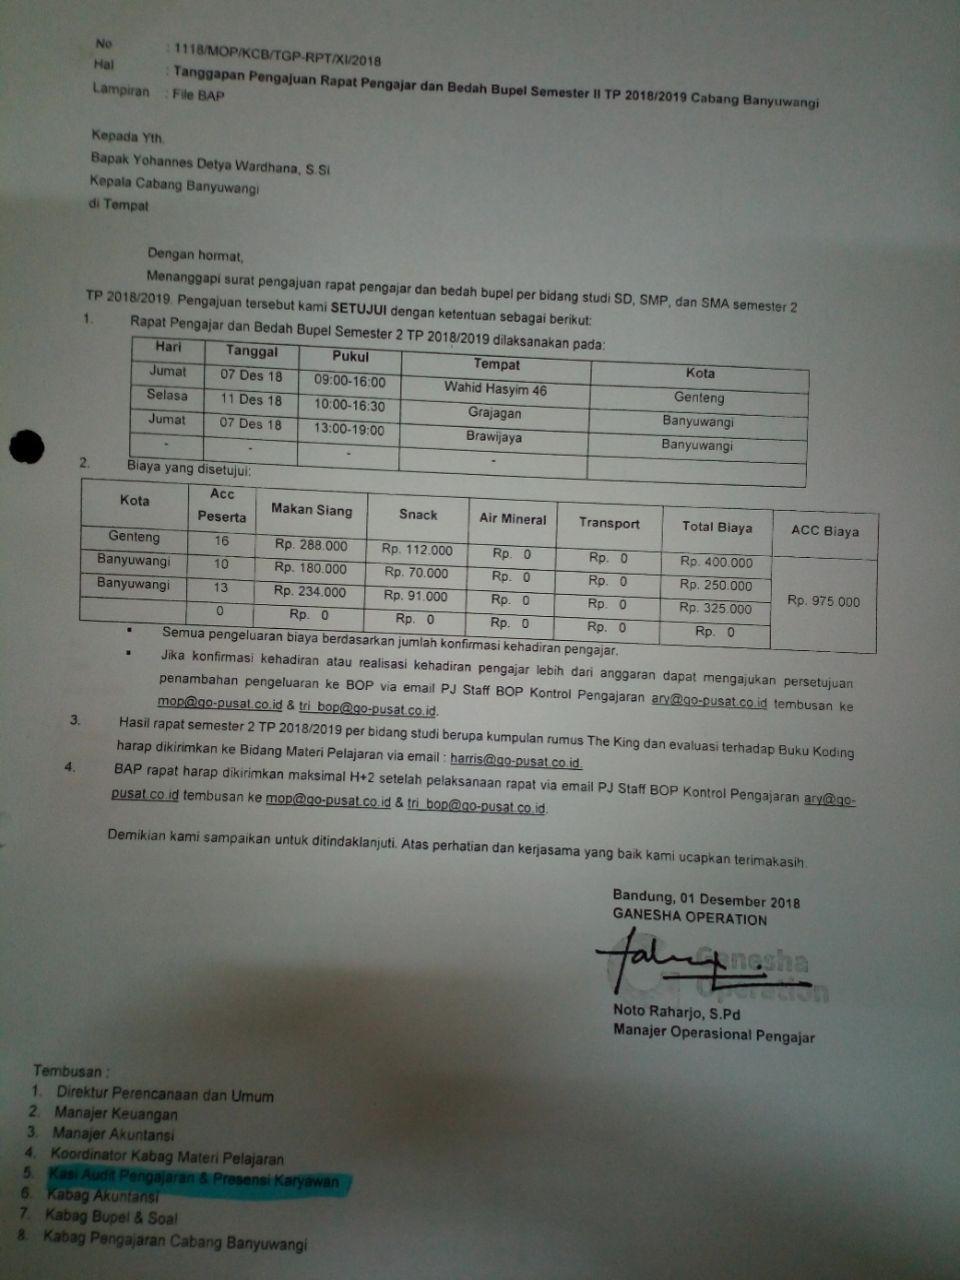 No : 1118/MOP/KCB/TGP-RPT/XI/2018
Hal : Tanggapan Pengajuan Rapat Pengajar dan Bedah Bupel Semester II TP 2018/2019 Cabang Banyuwangi
Lampiran : File BAP
Kepada Yth.
Bapak Yohannes Detya Wardhana, S.Si
Kepala Cabang Banyuwangi
di Tempat
Dengan hormat,
Menanggapi surat pengajuan rapat pengajar dan bedah bupel per bidang studi SD, SMP, dan SMA semester 2
TP 2018/2019. Pengajuan tersebut kami SETUJUI dengan ketentuan sebagai berikut:
1. Rapat Pengajar dan Bedah Bupel Semester 2 TP 2018/2019 dilaksanakan pada:
Hari Tanggal Pukul Tempat Kota
Jumat 07 Des 18 09:00-16:00 Wahid Hasyim 46 Genteng
Selasa 11 Des 18 10:00-16:30 Grajagan Banyuwangi
Jumat 07 Des 18 13:00-19:00 Brawijaya Banyuwangi
- - - -
2. Biaya yang disetujui:
Kota Acc Peserta Makan Siang Snack Air Mineral Transport Total Biaya ACC Biaya
Genteng 16 Rp. 288.000 Rp. 112.000 Rp. 0 Rp. 0 Rp. 400.000 Rp. 975.000
Banyuwangi 10 Rp. 180.000 Rp. 70.000 Rp. 0 Rp. 0 Rp. 250.000
Banyuwangi 13 Rp. 234.000 Rp. 91.000 Rp. 0 Rp. 0 Rp. 325.000
0 Rp. 0 Rp. 0 Rp. 0 Rp. 0 Rp. 0
▪ Semua pengeluaran biaya berdasarkan jumlah konfirmasi kehadiran pengajar.
▪ Jika konfirmasi kehadiran atau realisasi kehadiran pengajar lebih dari anggaran dapat mengajukan persetujuan
penambahan pengeluaran ke BOP via email PJ Staff BOP Kontrol Pengajaran ary@go-pusat.co.id tembusan ke
mop@go-pusat.co.id & tri_bop@go-pusat.co.id.
3. Hasil rapat semester 2 TP 2018/2019 per bidang studi berupa kumpulan rumus The King dan evaluasi terhadap Buku Koding
harap dikirimkan ke Bidang Materi Pelajaran via email : harris@go-pusat.co.id.
4. BAP rapat harap dikirimkan maksimal H+2 setelah pelaksanaan rapat via email PJ Staff BOP Kontrol Pengajaran ary@go-
pusat.co.id tembusan ke mop@go-pusat.co.id & tri_bop@go-pusat.co.id.
Demikian kami sampaikan untuk ditindaklanjuti. Atas perhatian dan kerjasama yang baik kami ucapkan terimakasih.
Bandung, 01 Desember 2018
GANESHA OPERATION
Ganesha
Operation
Noto Raharjo, S.Pd
Manajer Operasional Pengajar
Tembusan :
1. Direktur Perencanaan dan Umum
2. Manajer Keuangan
3. Manajer Akuntansi
4. Koordinator Kabag Materi Pelajaran
5. Kasi Audit Pengajaran & Presensi Karyawan
6. Kabag Akuntansi
7. Kabag Bupel & Soal
8. Kabag Pengajaran Cabang Banyuwangi